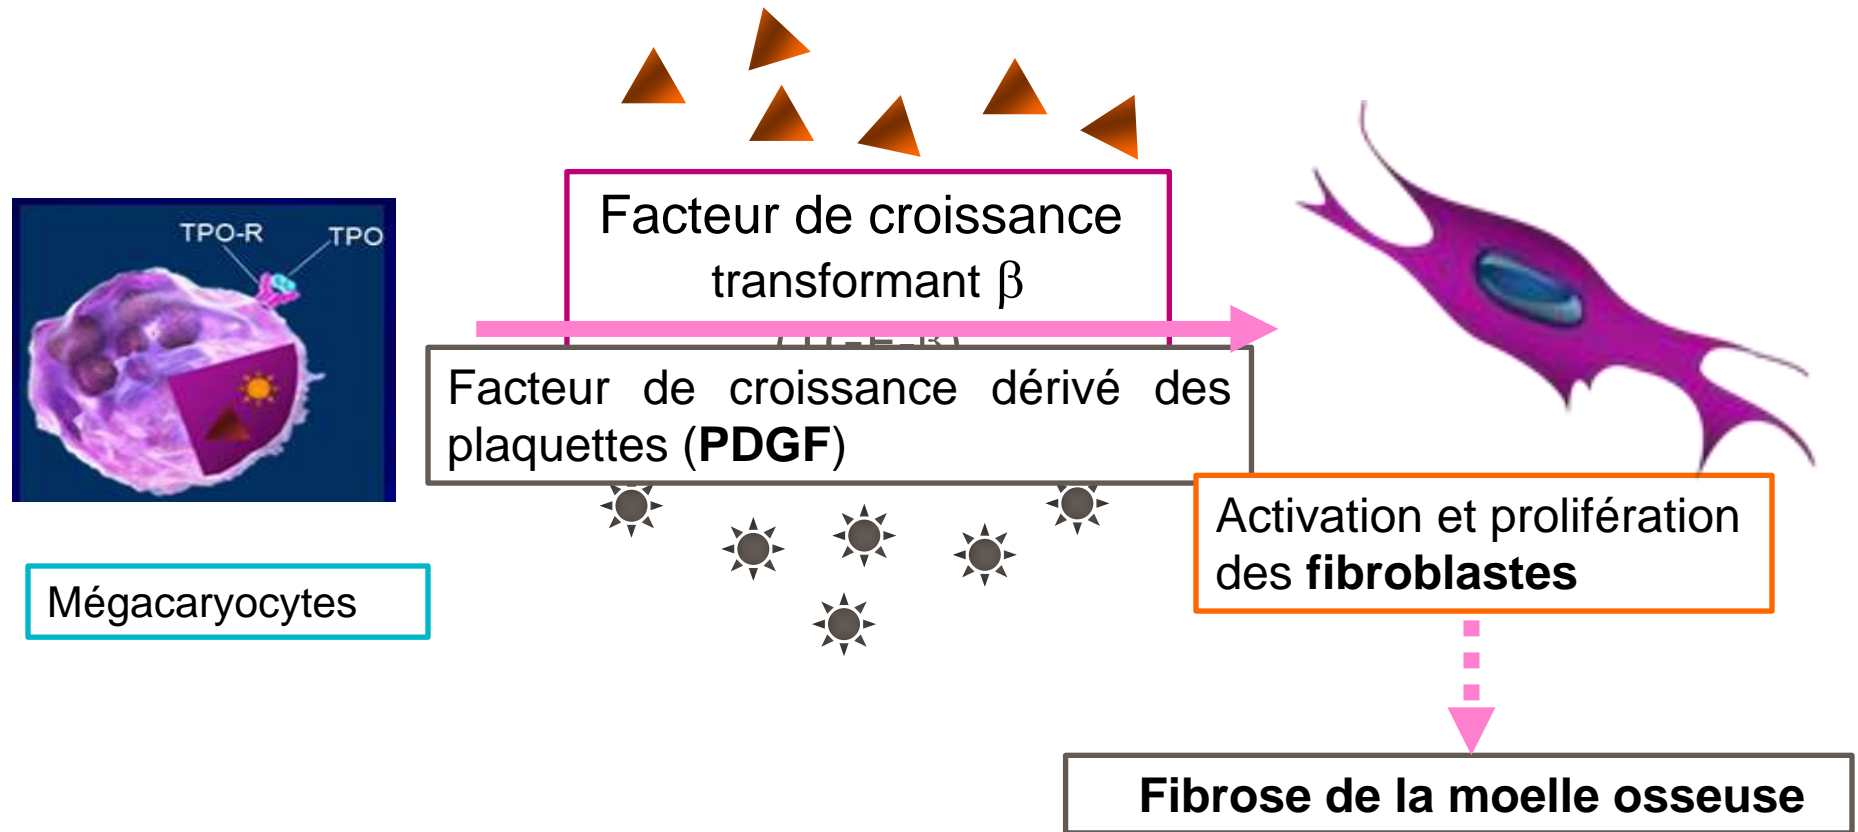 TPO-R
TPO
Facteur de croissance
transformant β
Facteur de croissance dérivé des
plaquettes (PDGF)
Mégacaryocytes
Activation et prolifération
des fibroblastes
Fibrose de la moelle osseuse